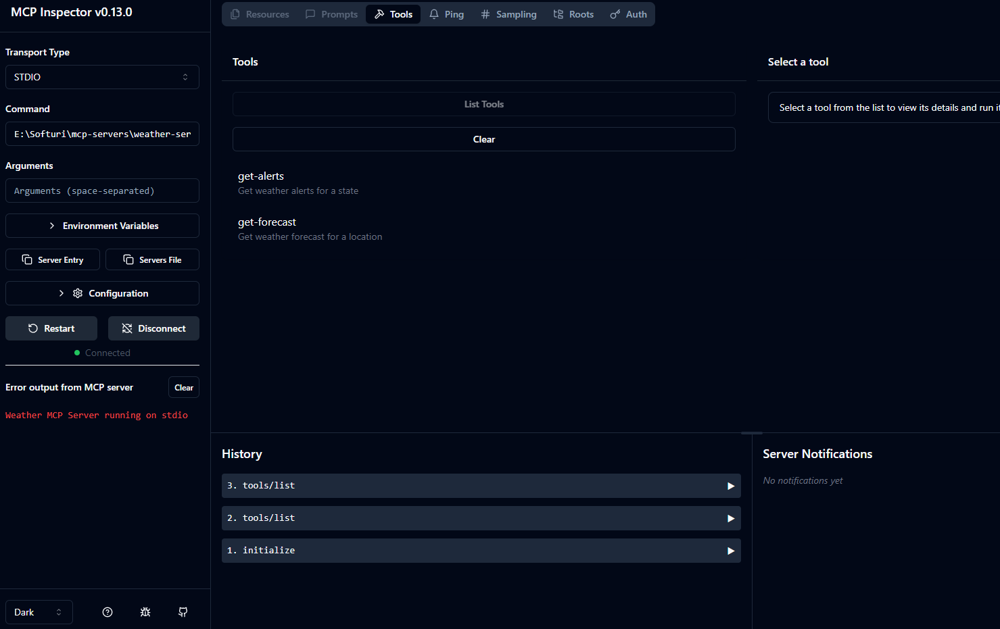 MCP Inspector v0.13.0
Transport Type
STDIO
Command
E:\Softuri\mcp-servers\weather-ser
Arguments
Arguments (space-separated)
Environment Variables
Server Entry
Servers File
Configuration
Restart
Disconnect
Connected
Error output from MCP server
Clear
Weather MCP Server running on stdio
Dark
Resources
Prompts
Tools
Ping
Sampling
Roots
Auth
Tools
List Tools
Clear
get-alerts
Get weather alerts for a state
get-forecast
Get weather forecast for a location
Select a tool
Select a tool from the list to view its details and run it
History
3. tools/list
2. tools/list
1. initialize
Server Notifications
No notifications yet